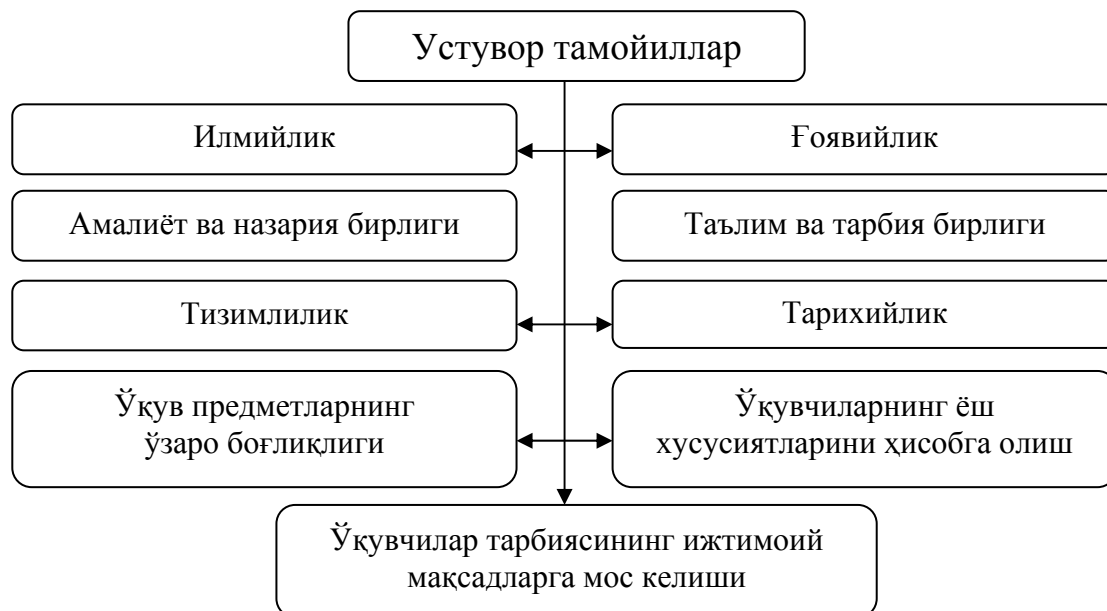 Устувор тамойиллар
Илмийлик
Ғоявийлик
Амалиёт ва назария бирлиги
Таълим ва тарбия бирлиги
Тизимлилик
Тарихийлик
Ўқув предметларнинг
ўзаро боғлиқлиги
Ўқувчиларнинг ёш
хусусиятларини ҳисобга олиш
Ўқувчилар тарбиясининг ижтимоий
мақсадларга мос келиши